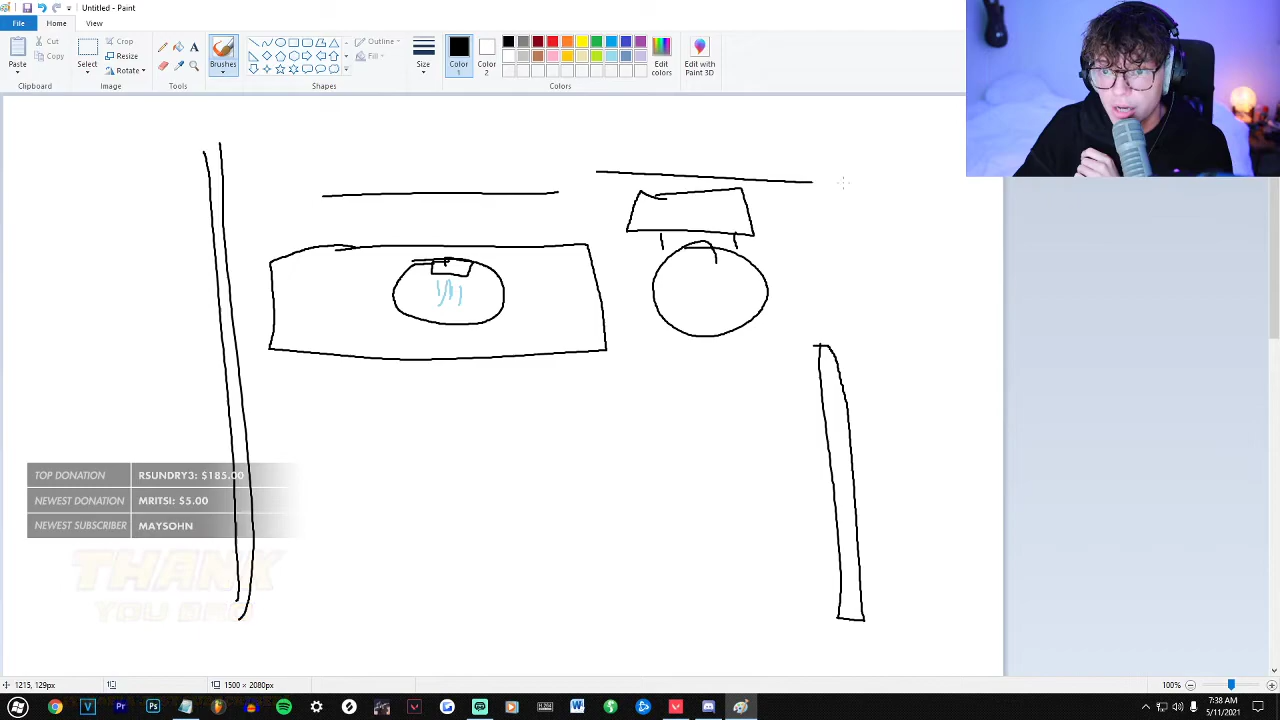 Untitled - Paint
File Home View
Paste
Cut
Copy
Clipboard
Select
Crop
Resize
Rotate
Image
Tools
Brushes
Shapes
Outline
Fill
Size
Color 1
Color 2
Colors
Edit colors
Edit with Paint 3D
TOP DONATION RSUNDRY3: $185.00
NEWEST DONATION MRITSI: $5.00
NEWEST SUBSCRIBER MAYSOHN
THANK
YOU
1215, 129px
1500 × 2080px
100%
7:38 AM
5/11/2021